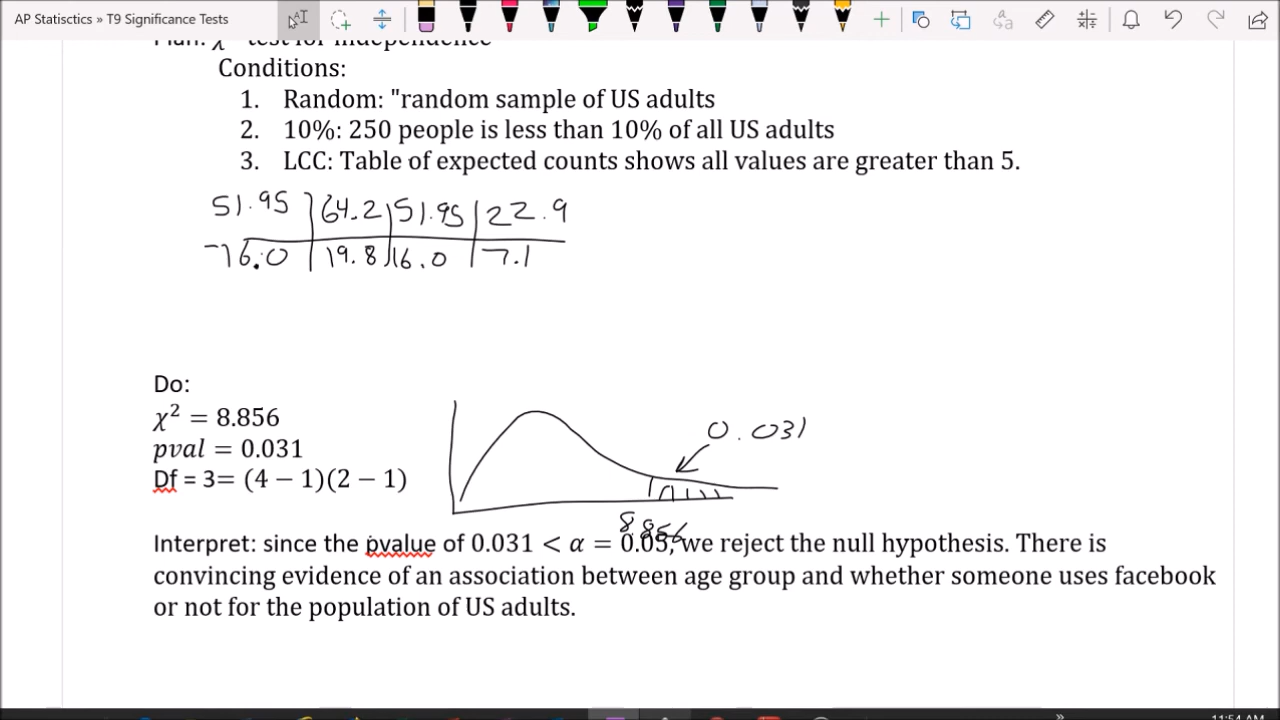 AP Statisctics » T9 Significance Tests
Plan: χ² test for independence
Conditions:
1. Random: "random sample of US adults
2. 10%: 250 people is less than 10% of all US adults
3. LCC: Table of expected counts shows all values are greater than 5.
51.95 64.2 51.95 22.9
16.0 19.8 16.0 7.1
Do:
χ² = 8.856
pval = 0.031
Df = 3= (4 − 1)(2 − 1)
0.031
8.856
Interpret: since the pvalue of 0.031 < α = 0.05, we reject the null hypothesis. There is
convincing evidence of an association between age group and whether someone uses facebook
or not for the population of US adults.